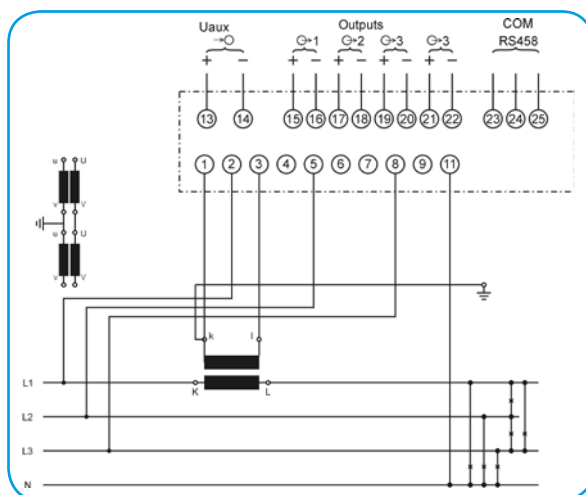 Uaux Outputs COM
→○ ○→1 ○→2 ○→3 ○→3 RS458
+ − + − + − + − + −
13 14 15 16 17 18 19 20 21 22 23 24 25
1 2 3 4 5 6 7 8 9 11
u U
v V
u U
v V
k l
L1 K L
L2
L3
N